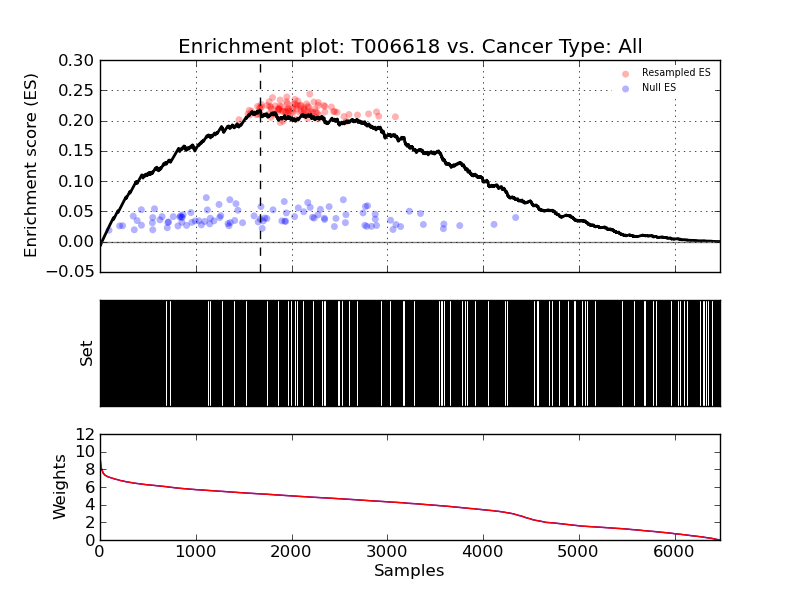 Enrichment plot: T006618 vs. Cancer Type: All
0.30
0.25
0.20
0.15
0.10
0.05
0.00
−0.05
Enrichment score (ES)
Resampled ES
Null ES
Set
12
10
8
6
4
2
0
Weights
0 1000 2000 3000 4000 5000 6000
Samples